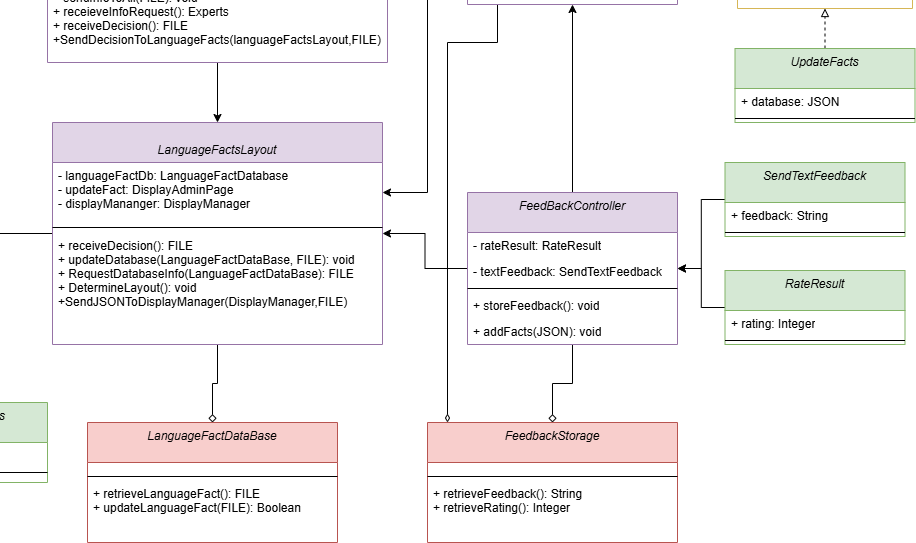 + receieveInfoRequest(): Experts
+ receiveDecision(): FILE
+SendDecisionToLanguageFacts(languageFactsLayout,FILE)
UpdateFacts
+ database: JSON
LanguageFactsLayout
- languageFactDb: LanguageFactDatabase
- updateFact: DisplayAdminPage
- displayMananger: DisplayManager
+ receiveDecision(): FILE
+ updateDatabase(LanguageFactDataBase, FILE): void
+ RequestDatabaseInfo(LanguageFactDataBase): FILE
+ DetermineLayout(): void
+SendJSONToDisplayManager(DisplayManager,FILE)
FeedBackController
- rateResult: RateResult
- textFeedback: SendTextFeedback
+ storeFeedback(): void
+ addFacts(JSON): void
SendTextFeedback
+ feedback: String
RateResult
+ rating: Integer
s
LanguageFactDataBase
+ retrieveLanguageFact(): FILE
+ updateLanguageFact(FILE): Boolean
FeedbackStorage
+ retrieveFeedback(): String
+ retrieveRating(): Integer